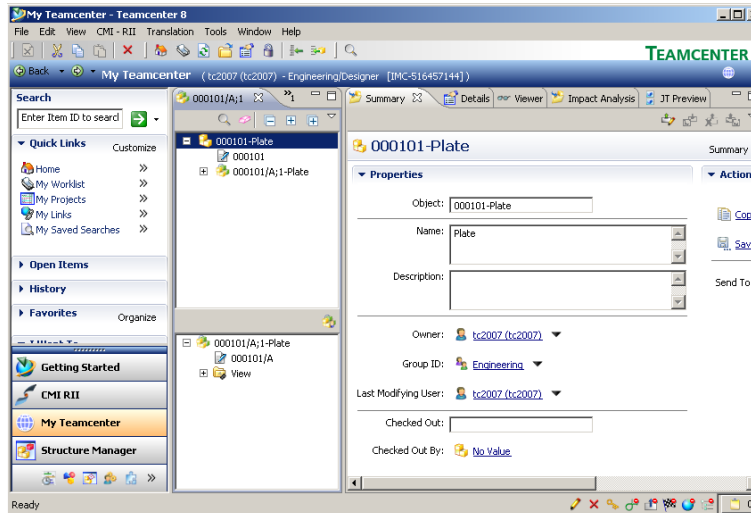 My Teamcenter - Teamcenter 8
File Edit View CMI - RII Translation Tools Window Help
TEAMCENTER
Back My Teamcenter ( tc2007 (tc2007) - Engineering/Designer [IMC-516457144] )
Search
Enter Item ID to search
Quick Links Customize
Home
My Worklist
My Projects
My Links
My Saved Searches
Open Items
History
Favorites Organize
I Want To
Getting Started
CMI RII
My Teamcenter
Structure Manager
000101/A;1
1
000101-Plate
000101
000101/A;1-Plate
000101/A;1-Plate
000101/A
View
Summary Details Viewer Impact Analysis JT Preview
000101-Plate Summary
Properties
Object: 000101-Plate
Name: Plate
Description:
Owner: tc2007 (tc2007)
Group ID: Engineering
Last Modifying User: tc2007 (tc2007)
Checked Out:
Checked Out By: No Value
Action
Cop
Sav
Send To
Ready